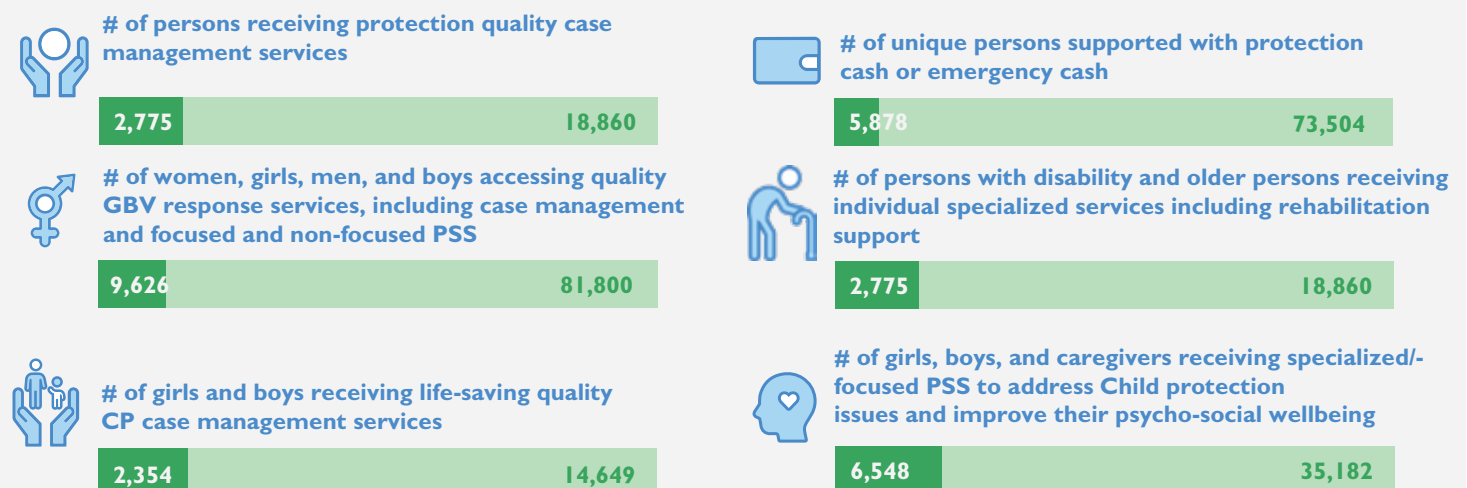 # of persons receiving protection quality case
management services
2,775 18,860
# of women, girls, men, and boys accessing quality
GBV response services, including case management
and focused and non-focused PSS
9,626 81,800
# of girls and boys receiving life-saving quality
CP case management services
2,354 14,649
# of unique persons supported with protection
cash or emergency cash
5,878 73,504
# of persons with disability and older persons receiving
individual specialized services including rehabilitation
support
2,775 18,860
# of girls, boys, and caregivers receiving specialized/-
focused PSS to address Child protection
issues and improve their psycho-social wellbeing
6,548 35,182